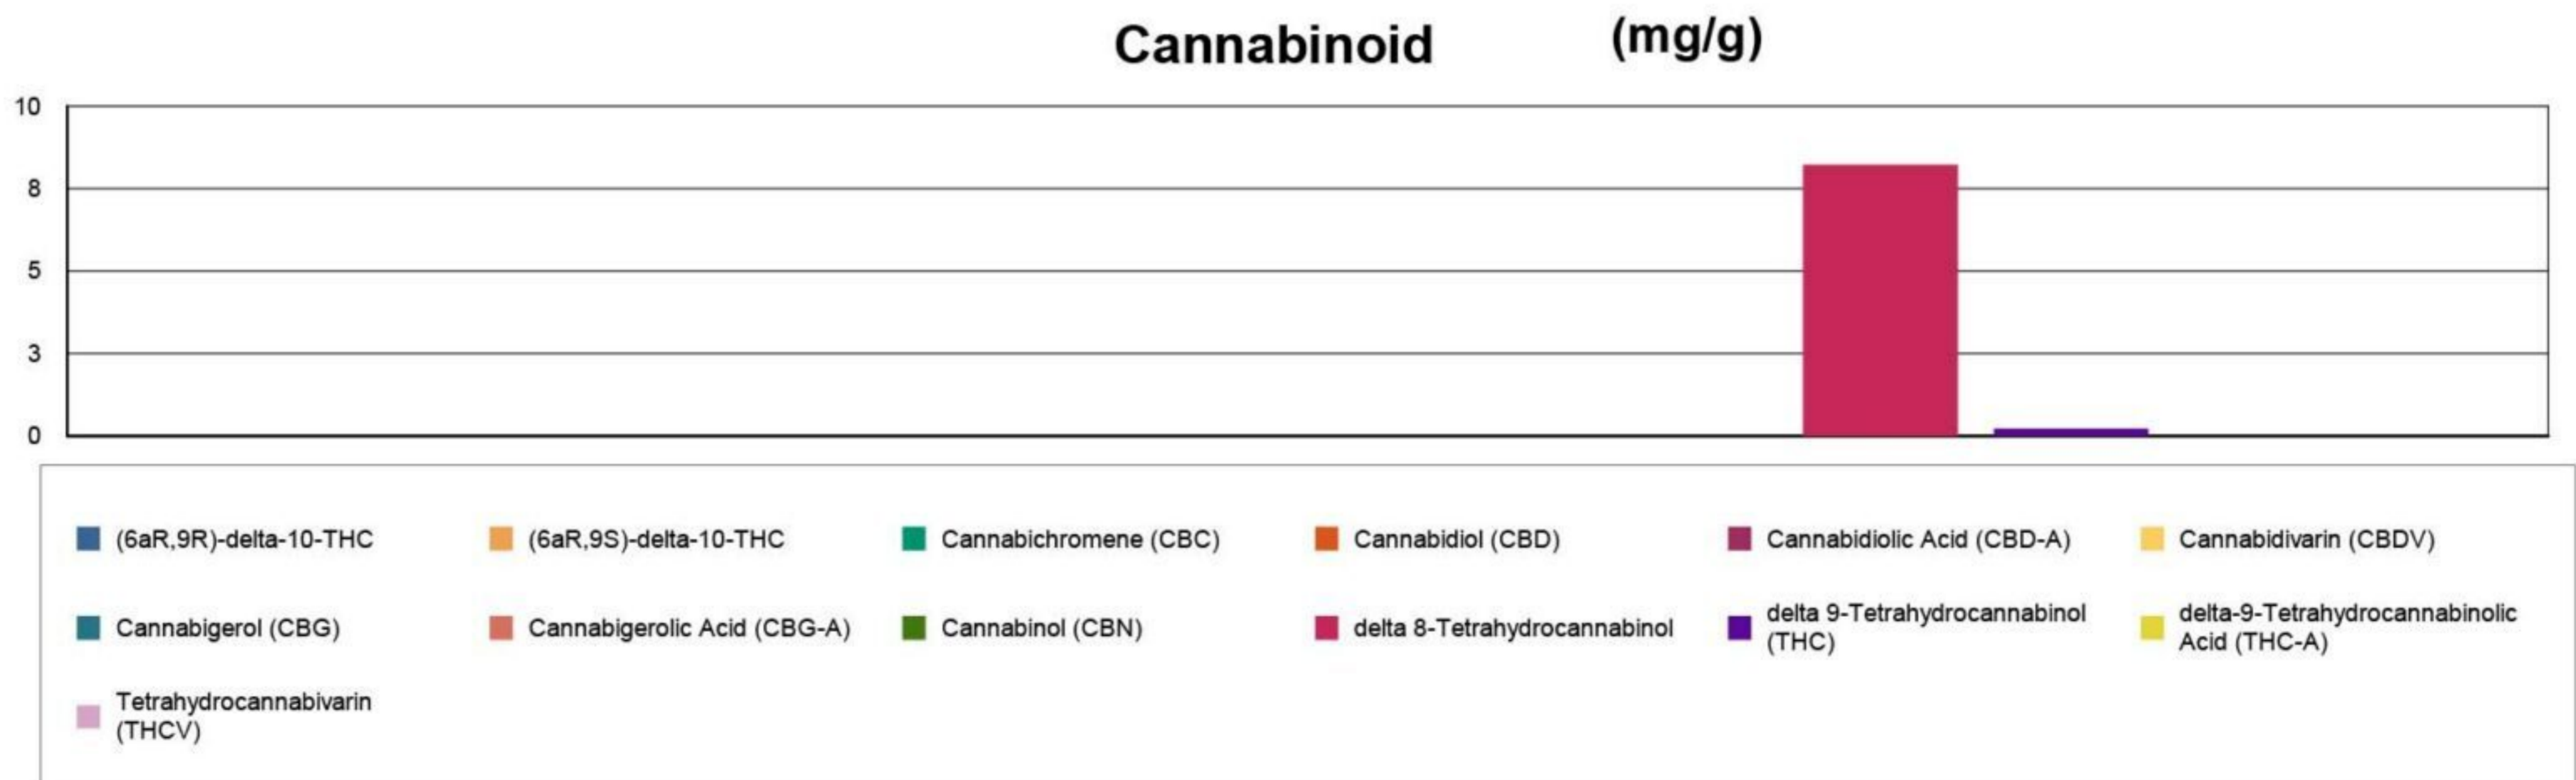 Cannabinoid (mg/g)
10
8
5
3
0
(6aR,9R)-delta-10-THC
(6aR,9S)-delta-10-THC
Cannabichromene (CBC)
Cannabidiol (CBD)
Cannabidiolic Acid (CBD-A)
Cannabidivarin (CBDV)
Cannabigerol (CBG)
Cannabigerolic Acid (CBG-A)
Cannabinol (CBN)
delta 8-Tetrahydrocannabinol
delta 9-Tetrahydrocannabinol
(THC)
delta-9-Tetrahydrocannabinolic
Acid (THC-A)
Tetrahydrocannabivarin
(THCV)